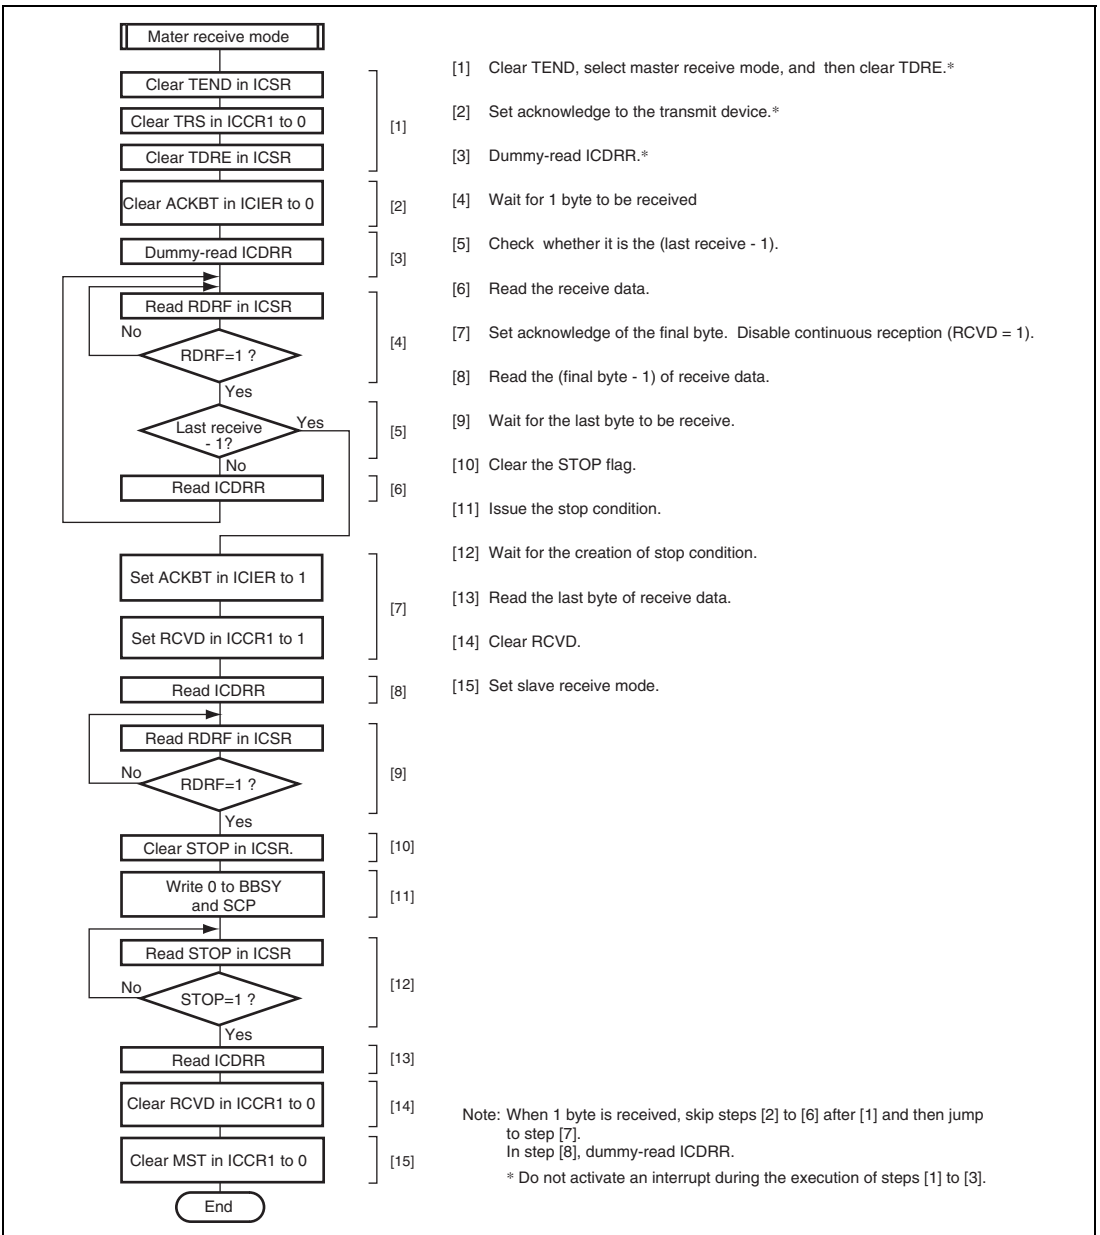 Mater receive mode
Clear TEND in ICSR
Clear TRS in ICCR1 to 0
Clear TDRE in ICSR
[1]
Clear ACKBT in ICIER to 0
[2]
Dummy-read ICDRR
[3]
Read RDRF in ICSR
No
RDRF=1 ?
[4]
Yes
Last receive
- 1?
Yes
[5]
No
Read ICDRR
[6]
Set ACKBT in ICIER to 1
[7]
Set RCVD in ICCR1 to 1
Read ICDRR
[8]
Read RDRF in ICSR
No
RDRF=1 ?
[9]
Yes
Clear STOP in ICSR.
[10]
Write 0 to BBSY
and SCP
[11]
Read STOP in ICSR
No
STOP=1 ?
[12]
Yes
Read ICDRR
[13]
Clear RCVD in ICCR1 to 0
[14]
Clear MST in ICCR1 to 0
[15]
End
[1] Clear TEND, select master receive mode, and then clear TDRE.*
[2] Set acknowledge to the transmit device.*
[3] Dummy-read ICDRR.*
[4] Wait for 1 byte to be received
[5] Check whether it is the (last receive - 1).
[6] Read the receive data.
[7] Set acknowledge of the final byte. Disable continuous reception (RCVD = 1).
[8] Read the (final byte - 1) of receive data.
[9] Wait for the last byte to be receive.
[10] Clear the STOP flag.
[11] Issue the stop condition.
[12] Wait for the creation of stop condition.
[13] Read the last byte of receive data.
[14] Clear RCVD.
[15] Set slave receive mode.
Note: When 1 byte is received, skip steps [2] to [6] after [1] and then jump
to step [7].
In step [8], dummy-read ICDRR.
* Do not activate an interrupt during the execution of steps [1] to [3].